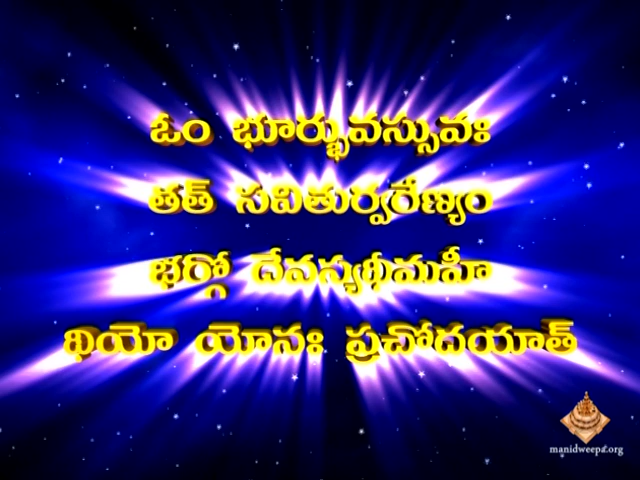 ఓం భూర్భువస్సువః
తత్ సవితుర్వరేణ్యం
భర్గో దేవస్యధీమహీ
థియో యోనః ప్రచోదయాత్
manidweepa.org